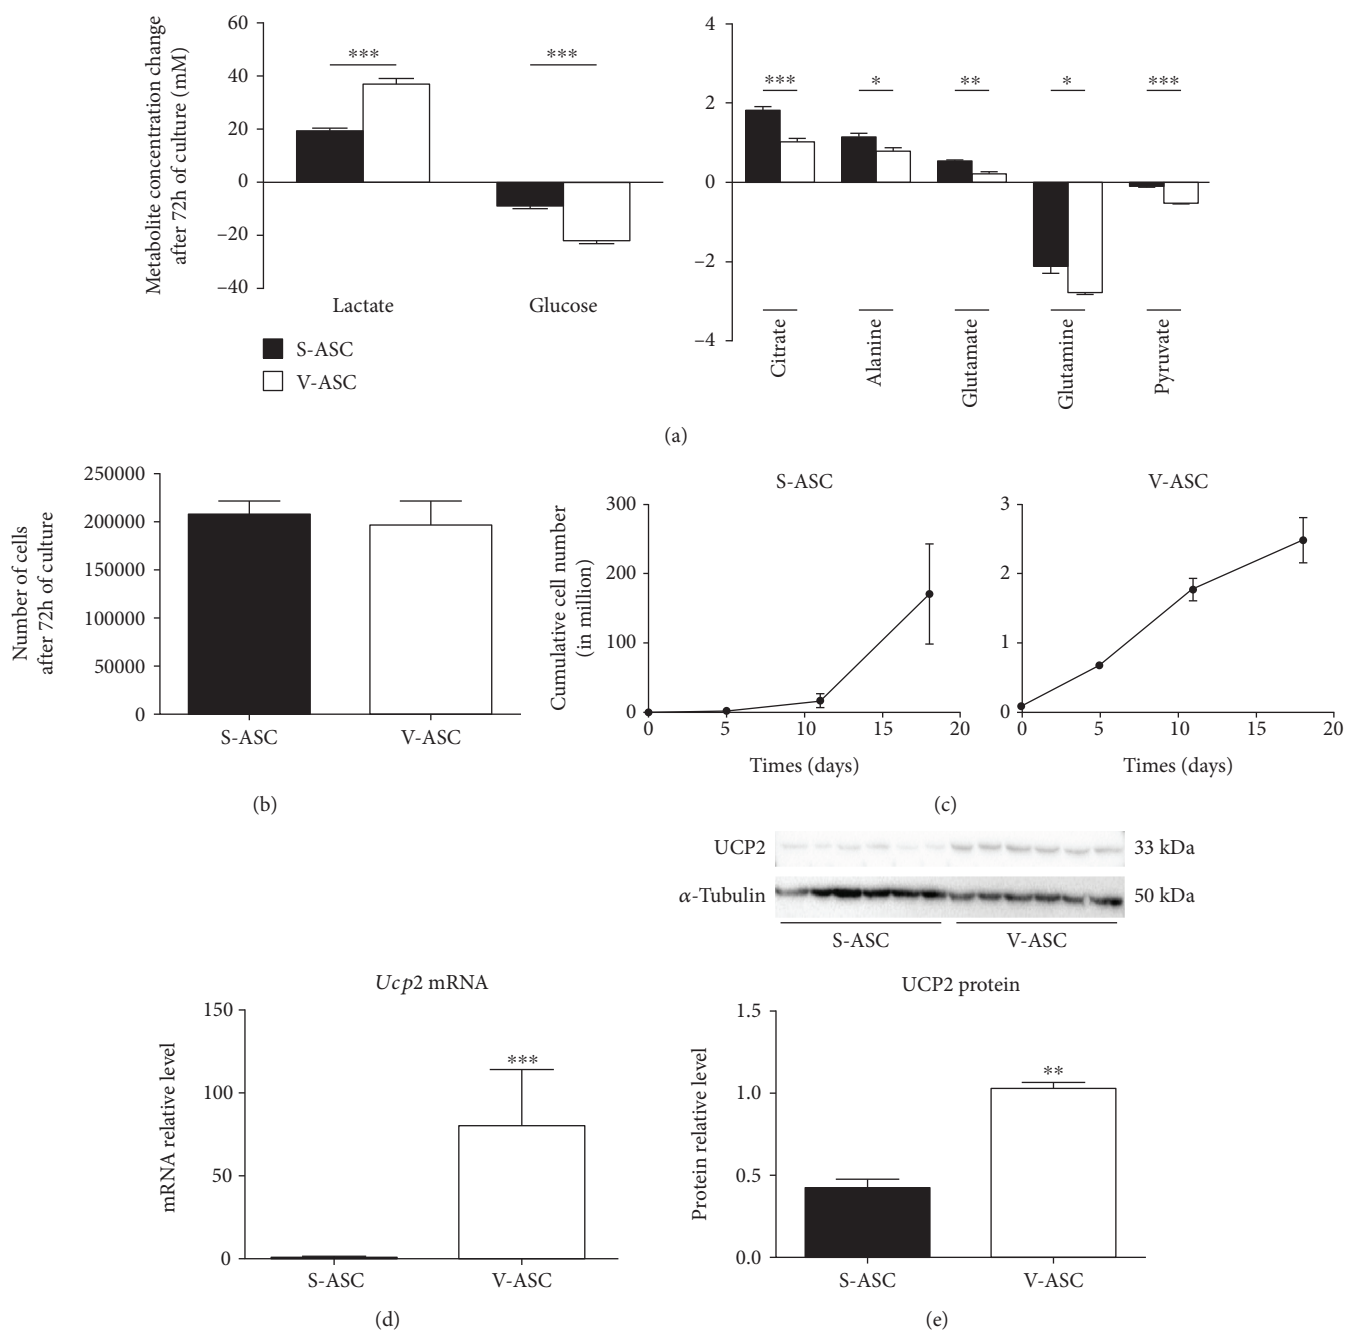 Metabolite concentration change
after 72h of culture (mM)
60
40
20
0
−20
−40
***
***
Lactate
Glucose
S-ASC
V-ASC
4
2
0
−2
−4
***
*
**
*
***
Citrate
Alanine
Glutamate
Glutamine
Pyruvate
(a)
Number of cells
after 72h of culture
250000
200000
150000
100000
50000
0
S-ASC
V-ASC
(b)
S-ASC
Cumulative cell number
(in million)
300
200
100
0
0 5 10 15 20
Times (days)
V-ASC
3
2
1
0
0 5 10 15 20
Times (days)
(c)
UCP2
33 kDa
α-Tubulin
50 kDa
S-ASC
V-ASC
Ucp2 mRNA
mRNA relative level
150
100
50
0
***
S-ASC
V-ASC
(d)
UCP2 protein
Protein relative level
1.5
1.0
0.5
0.0
**
S-ASC
V-ASC
(e)